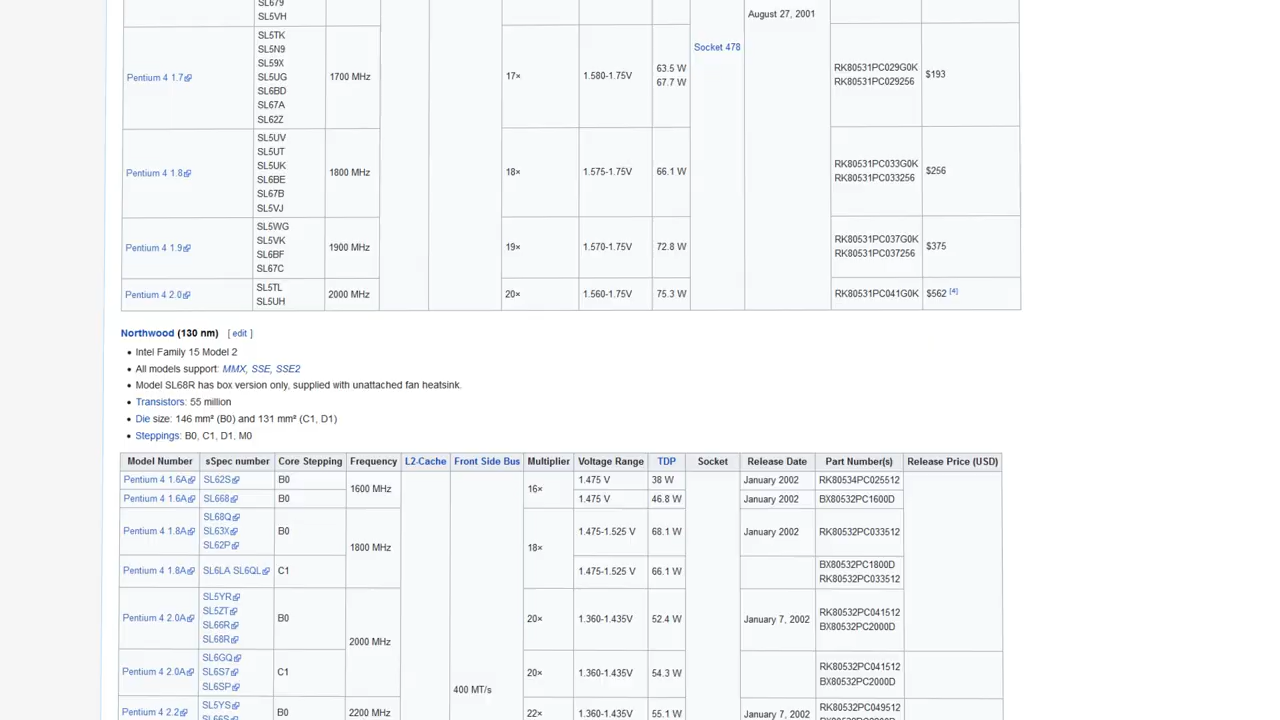 SL679
SL5VH
August 27, 2001
Socket 478
Pentium 4 1.7
SL5TK
SL5N9
SL59X
SL5UG
SL6BD
SL67A
SL62Z
1700 MHz
17×
1.580-1.75V
63.5 W
67.7 W
RK80531PC029G0K
RK80531PC029256
$193
Pentium 4 1.8
SL5UV
SL5UT
SL5UK
SL6BE
SL67B
SL5VJ
1800 MHz
18×
1.575-1.75V
66.1 W
RK80531PC033G0K
RK80531PC033256
$256
Pentium 4 1.9
SL5WG
SL5VK
SL6BF
SL67C
1900 MHz
19×
1.570-1.75V
72.8 W
RK80531PC037G0K
RK80531PC037256
$375
Pentium 4 2.0
SL5TL
SL5UH
2000 MHz
20×
1.560-1.75V
75.3 W
RK80531PC041G0K
$562 [4]
Northwood (130 nm) [ edit ]
• Intel Family 15 Model 2
• All models support: MMX, SSE, SSE2
• Model SL68R has box version only, supplied with unattached fan heatsink.
• Transistors: 55 million
• Die size: 146 mm² (B0) and 131 mm² (C1, D1)
• Steppings: B0, C1, D1, M0
Model Number sSpec number Core Stepping Frequency L2-Cache Front Side Bus Multiplier Voltage Range TDP Socket Release Date Part Number(s) Release Price (USD)
Pentium 4 1.6A SL62S B0 1.475 V 38 W January 2002 RK80534PC025512
1600 MHz 16×
Pentium 4 1.6A SL668 B0 1.475 V 46.8 W January 2002 BX80532PC1600D
Pentium 4 1.8A
SL68Q
SL63X
SL62P
B0
1.475-1.525 V
68.1 W
January 2002
RK80532PC033512
1800 MHz
18×
Pentium 4 1.8A
SL6LA SL6QL
C1
1.475-1.525 V
66.1 W
BX80532PC1800D
RK80532PC033512
Pentium 4 2.0A
SL5YR
SL5ZT
SL66R
SL68R
B0
20×
1.360-1.435V
52.4 W
January 7, 2002
RK80532PC041512
BX80532PC2000D
2000 MHz
Pentium 4 2.0A
SL6GQ
SL6S7
SL6SP
C1
20×
1.360-1.435V
54.3 W
RK80532PC041512
BX80532PC2000D
400 MT/s
Pentium 4 2.2
SL5YS
B0
2200 MHz
22×
1.360-1.435V
55.1 W
January 7, 2002
RK80532PC049512